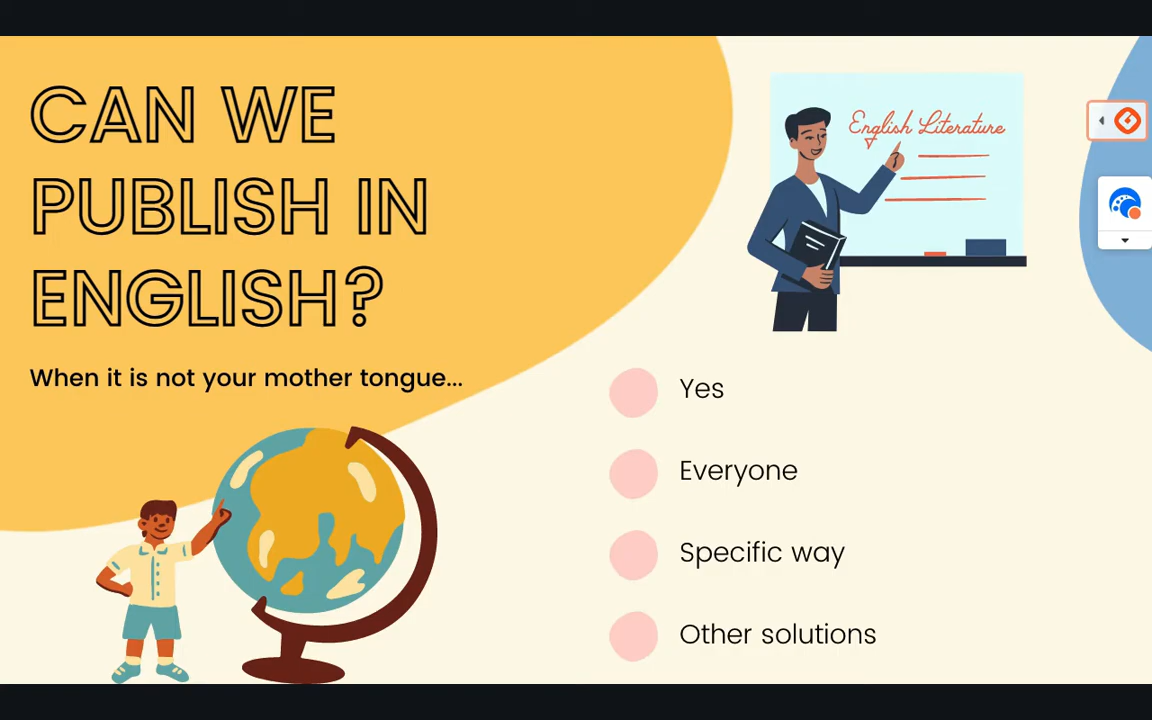 CAN WE
PUBLISH IN
ENGLISH?
When it is not your mother tongue...
English Literature
Yes
Everyone
Specific way
Other solutions